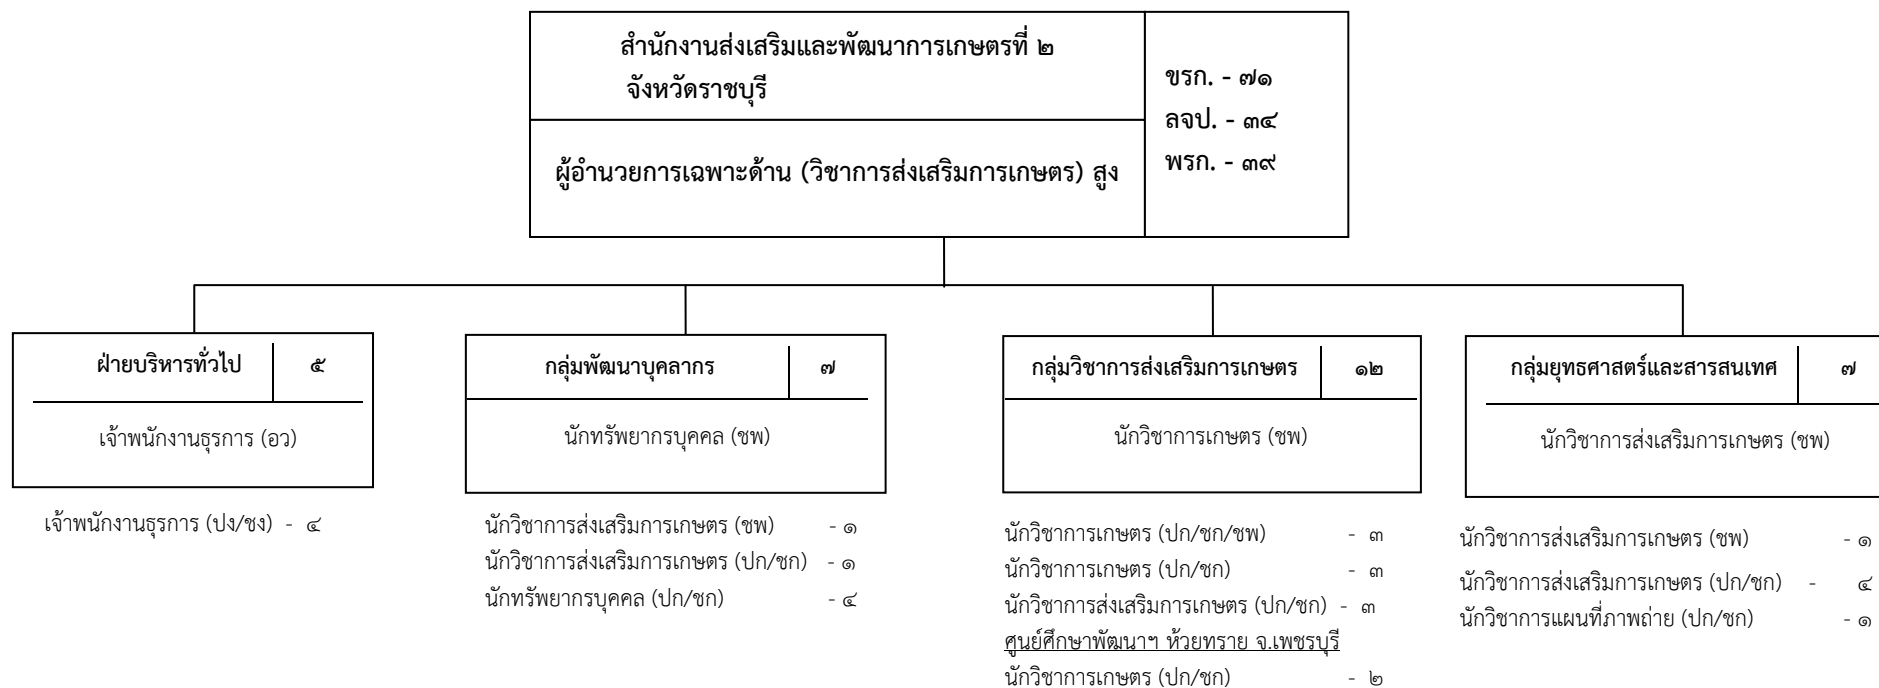 สำนักงานส่งเสริมและพัฒนาการเกษตรที่ ๒
จังหวัดราชบุรี
ผู้อำนวยการเฉพาะด้าน (วิชาการส่งเสริมการเกษตร) สูง
ขรก. - ๗๑
ลจป. - ๓๔
พรก. - ๓๙
ฝ่ายบริหารทั่วไป ๕
เจ้าพนักงานธุรการ (อว)
เจ้าพนักงานธุรการ (ปง/ชง) - ๔
กลุ่มพัฒนาบุคลากร ๗
นักทรัพยากรบุคคล (ชพ)
นักวิชาการส่งเสริมการเกษตร (ชพ) - ๑
นักวิชาการส่งเสริมการเกษตร (ปก/ชก) - ๑
นักทรัพยากรบุคคล (ปก/ชก) - ๔
กลุ่มวิชาการส่งเสริมการเกษตร ๑๒
นักวิชาการเกษตร (ชพ)
นักวิชาการเกษตร (ปก/ชก/ชพ) - ๓
นักวิชาการเกษตร (ปก/ชก) - ๓
นักวิชาการส่งเสริมการเกษตร (ปก/ชก) - ๓
ศูนย์ศึกษาพัฒนาฯ ห้วยทราย จ.เพชรบุรี
นักวิชาการเกษตร (ปก/ชก) - ๒
กลุ่มยุทธศาสตร์และสารสนเทศ ๗
นักวิชาการส่งเสริมการเกษตร (ชพ)
นักวิชาการส่งเสริมการเกษตร (ชพ) - ๑
นักวิชาการส่งเสริมการเกษตร (ปก/ชก) - ๔
นักวิชาการแผนที่ภาพถ่าย (ปก/ชก) - ๑